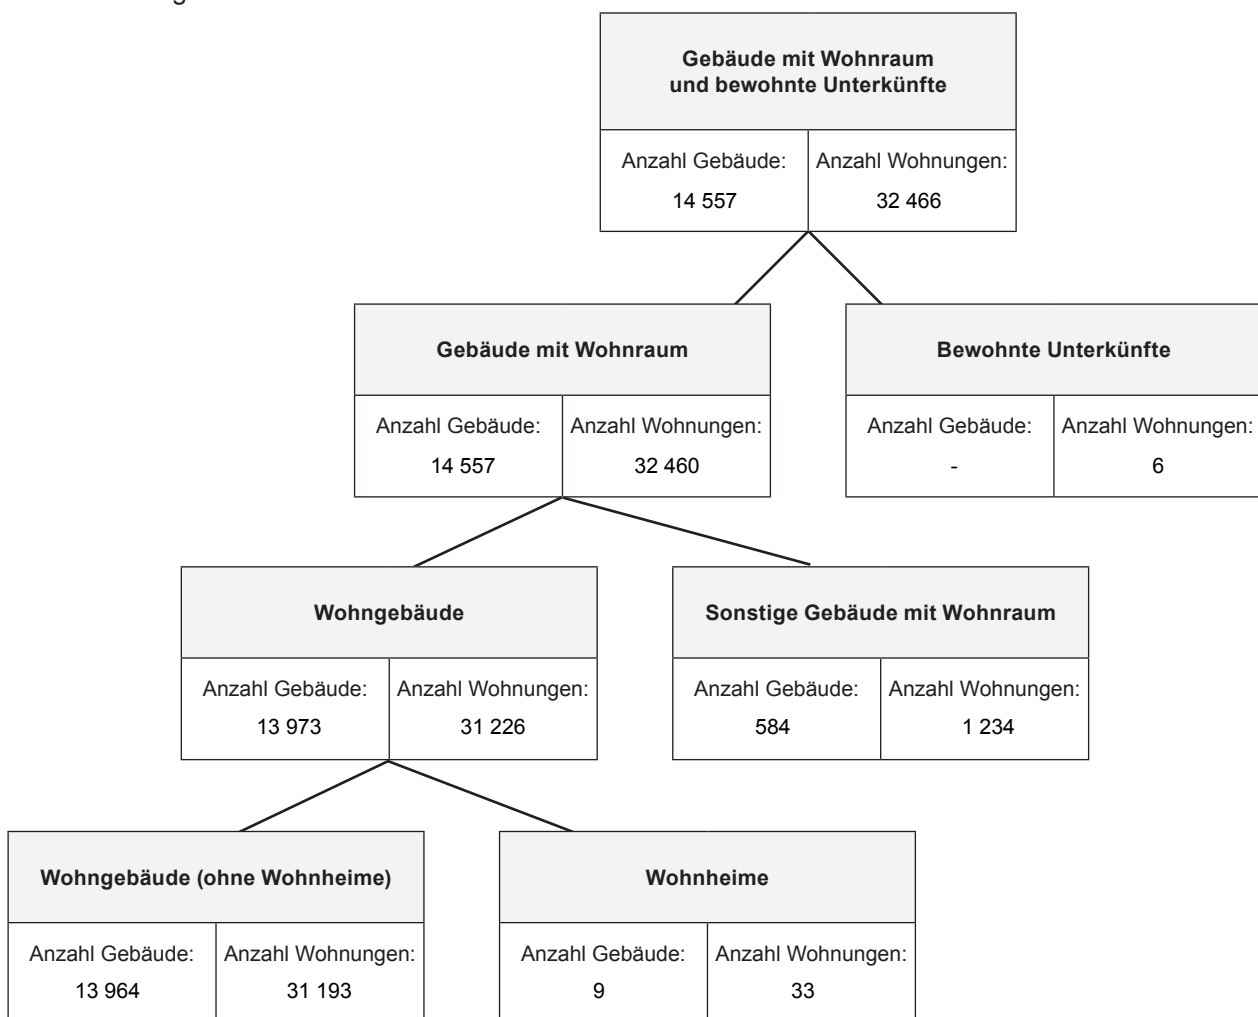 g
Gebäude mit Wohnraum
und bewohnte Unterkünfte
Anzahl Gebäude:
Anzahl Wohnungen:
14 557
32 466
Gebäude mit Wohnraum
Bewohnte Unterkünfte
Anzahl Gebäude:
Anzahl Wohnungen:
Anzahl Gebäude:
Anzahl Wohnungen:
14 557
32 460
-
6
Wohngebäude
Sonstige Gebäude mit Wohnraum
Anzahl Gebäude:
Anzahl Wohnungen:
Anzahl Gebäude:
Anzahl Wohnungen:
13 973
31 226
584
1 234
Wohngebäude (ohne Wohnheime)
Wohnheime
Anzahl Gebäude:
Anzahl Wohnungen:
Anzahl Gebäude:
Anzahl Wohnungen:
13 964
31 193
9
33